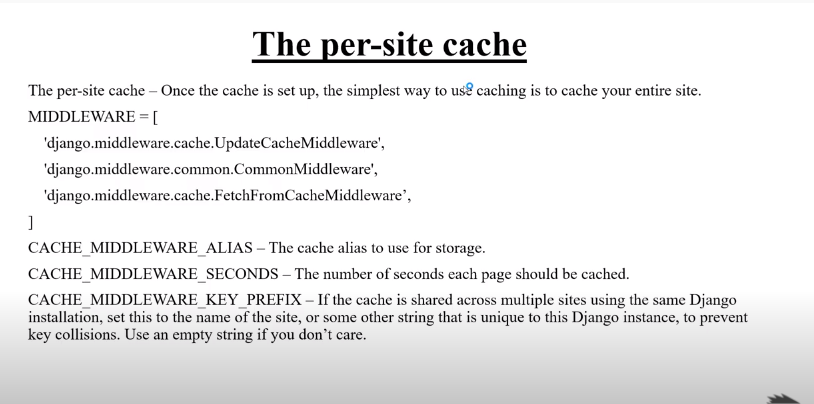 The per-site cache
The per-site cache – Once the cache is set up, the simplest way to use caching is to cache your entire site.
MIDDLEWARE = [
'django.middleware.cache.UpdateCacheMiddleware',
'django.middleware.common.CommonMiddleware',
'django.middleware.cache.FetchFromCacheMiddleware’,
]
CACHE_MIDDLEWARE_ALIAS – The cache alias to use for storage.
CACHE_MIDDLEWARE_SECONDS – The number of seconds each page should be cached.
CACHE_MIDDLEWARE_KEY_PREFIX – If the cache is shared across multiple sites using the same Django
installation, set this to the name of the site, or some other string that is unique to this Django instance, to prevent
key collisions. Use an empty string if you don’t care.